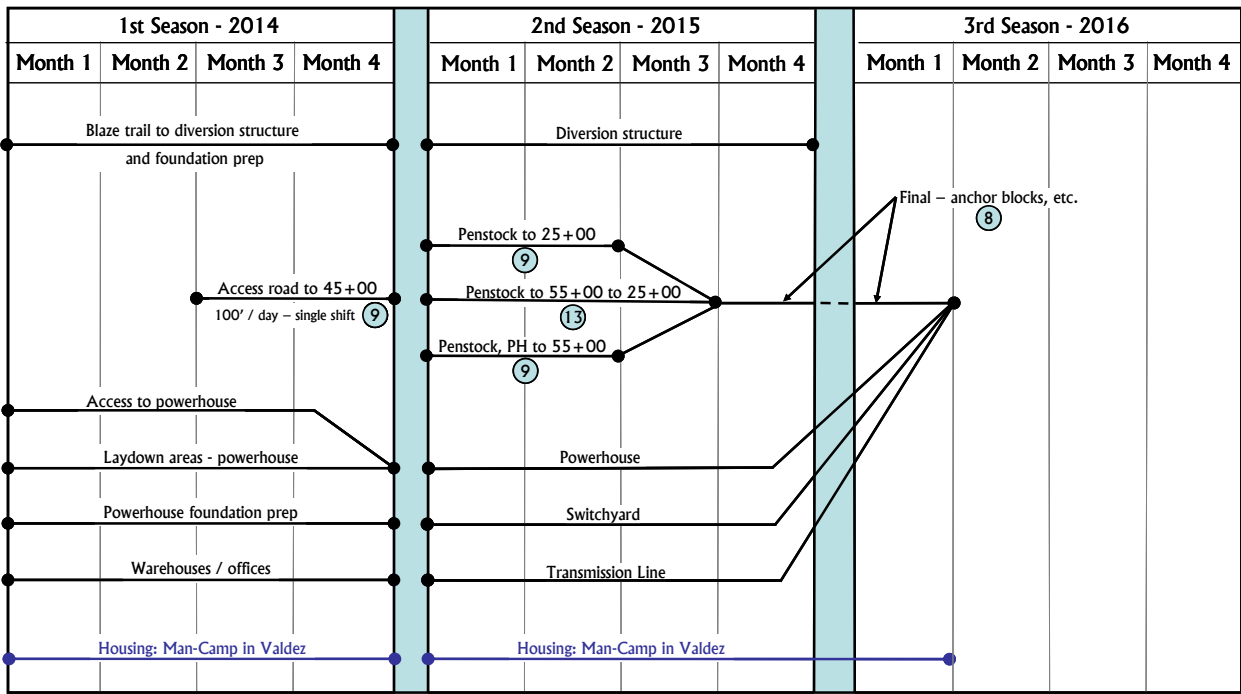 1st Season - 2014
2nd Season - 2015
3rd Season - 2016
Month 1 Month 2 Month 3 Month 4
Month 1 Month 2 Month 3 Month 4
Month 1 Month 2 Month 3 Month 4
Blaze trail to diversion structure
and foundation prep
Diversion structure
Final – anchor blocks, etc.
8
Penstock to 25+00
9
Access road to 45+00
100' / day – single shift 9
Penstock to 55+00 to 25+00
13
Penstock, PH to 55+00
9
Access to powerhouse
Laydown areas - powerhouse
Powerhouse
Powerhouse foundation prep
Switchyard
Warehouses / offices
Transmission Line
Housing: Man-Camp in Valdez
Housing: Man-Camp in Valdez